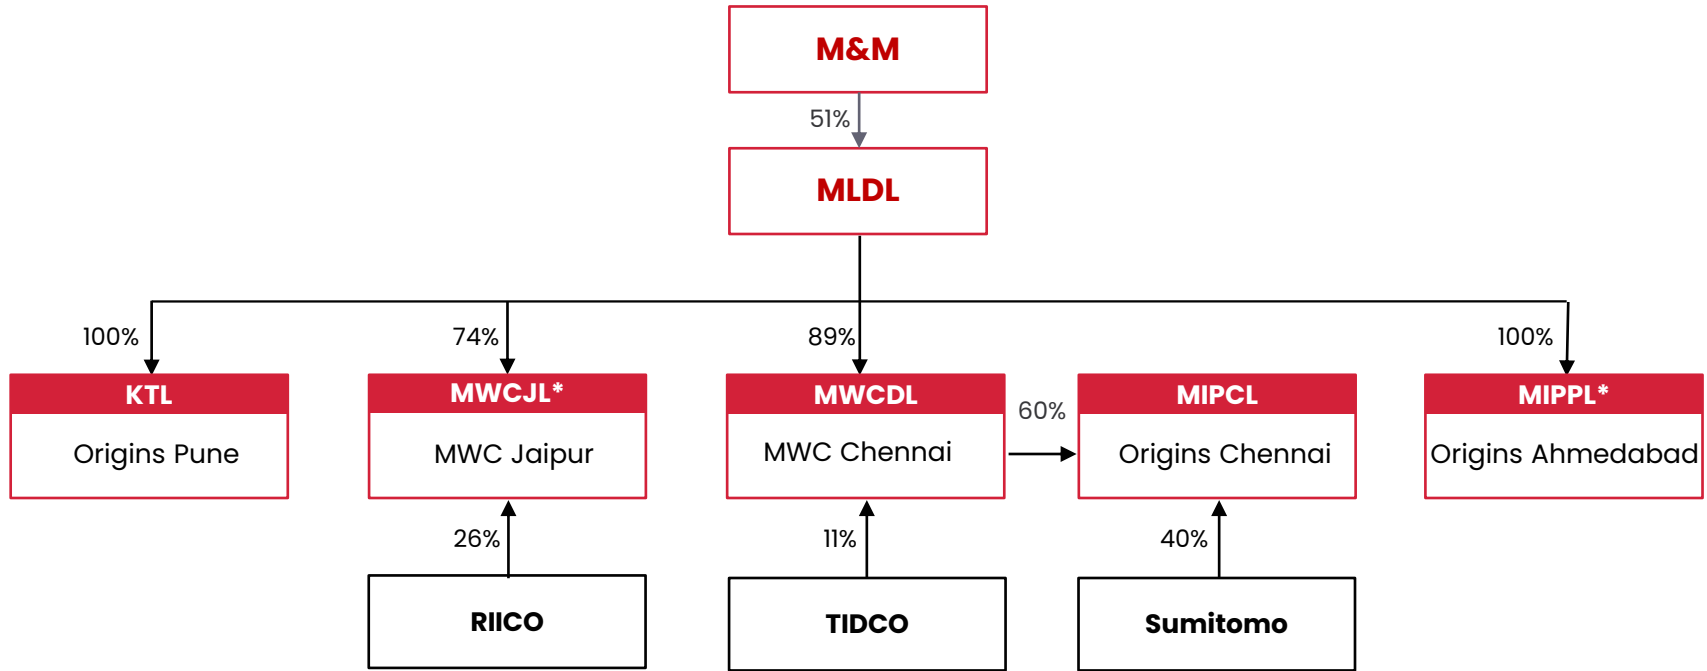 M&M
51%
MLDL
100%
74%
89%
100%
KTL
Origins Pune
MWCJL*
MWC Jaipur
MWCDL
MWC Chennai
60%
MIPCL
Origins Chennai
MIPPL*
Origins Ahmedabad
26%
11%
40%
RIICO
TIDCO
Sumitomo